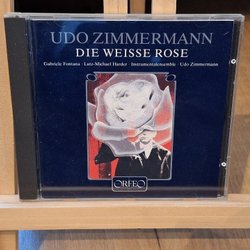 UDO ZIMMERMANN
DIE WEISSE ROSE
Gabriele Fontana · Lutz-Michael Harder · Instrumentalensemble · Udo Zimmermann
ORFEO